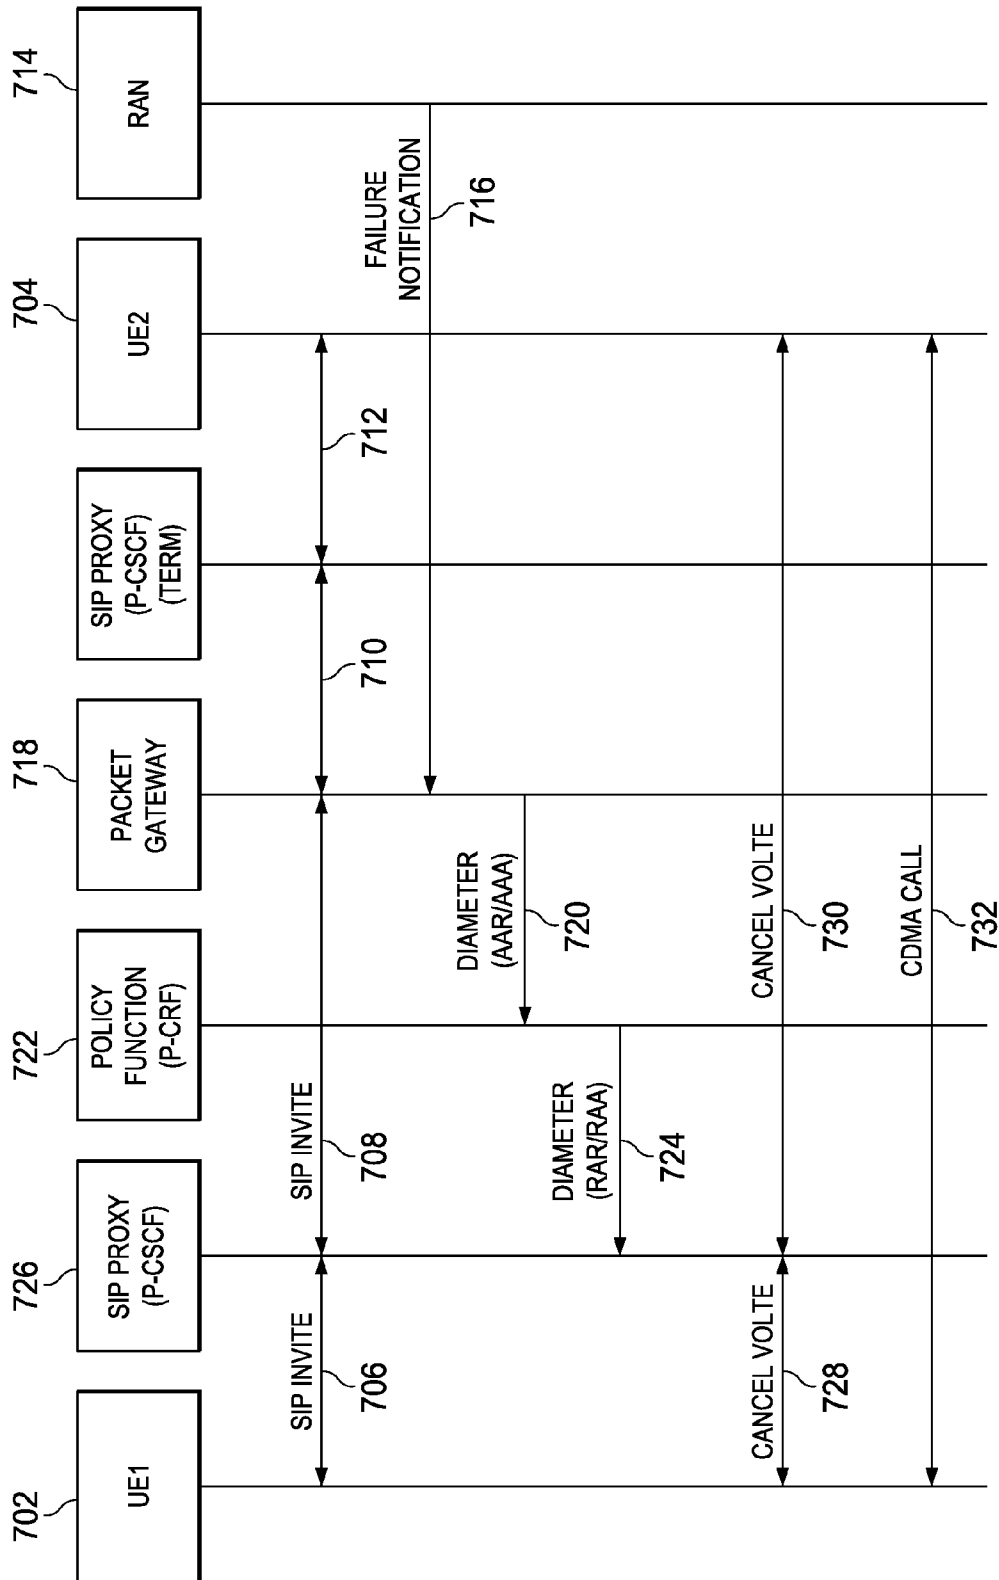 702
726
722
718
704
714
UE1
SIP PROXY
(P-CSCF)
POLICY
FUNCTION
(P-CRF)
PACKET
GATEWAY
SIP PROXY
(P-CSCF)
(TERM)
UE2
RAN
SIP INVITE
706
SIP INVITE
708
710
712
FAILURE
NOTIFICATION
716
DIAMETER
(AAR/AAA)
720
DIAMETER
(RAR/RAA)
724
CANCEL VOLTE
728
CANCEL VOLTE
730
CDMA CALL
732